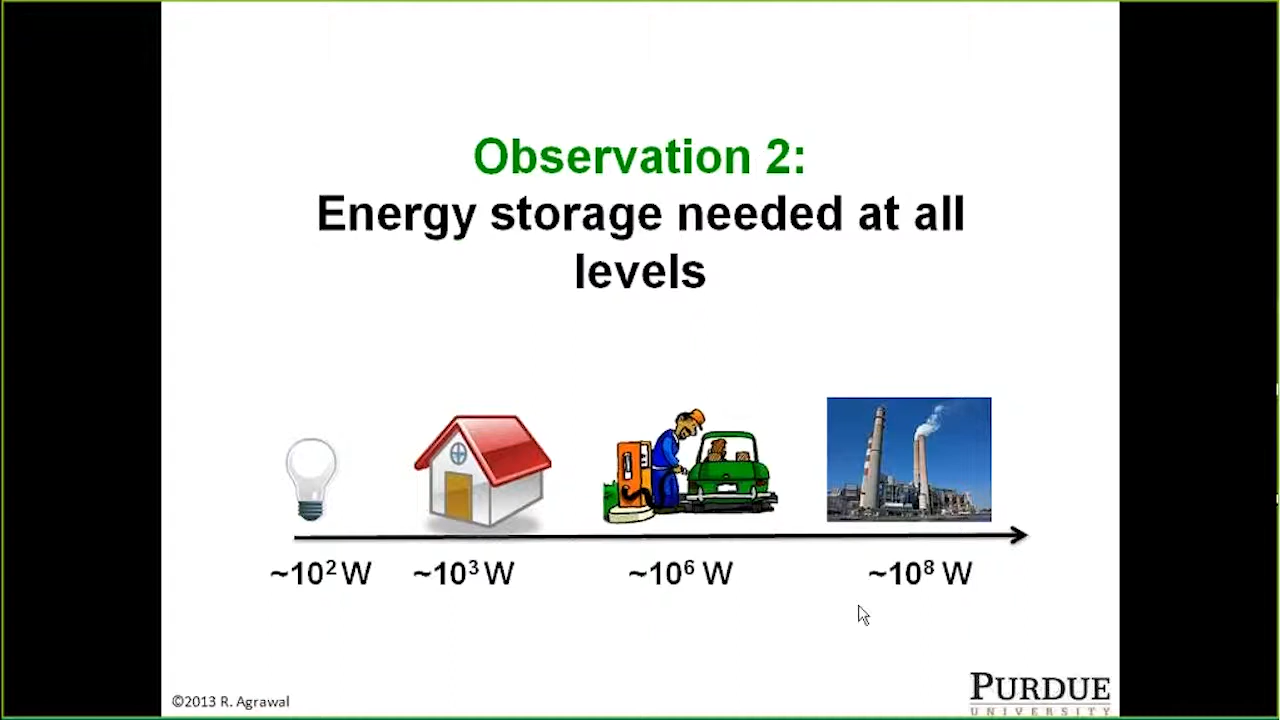 Observation 2:
Energy storage needed at all
levels
~10² W ~10³ W ~10⁶ W ~10⁸ W
©2013 R. Agrawal
PURDUE
UNIVERSITY